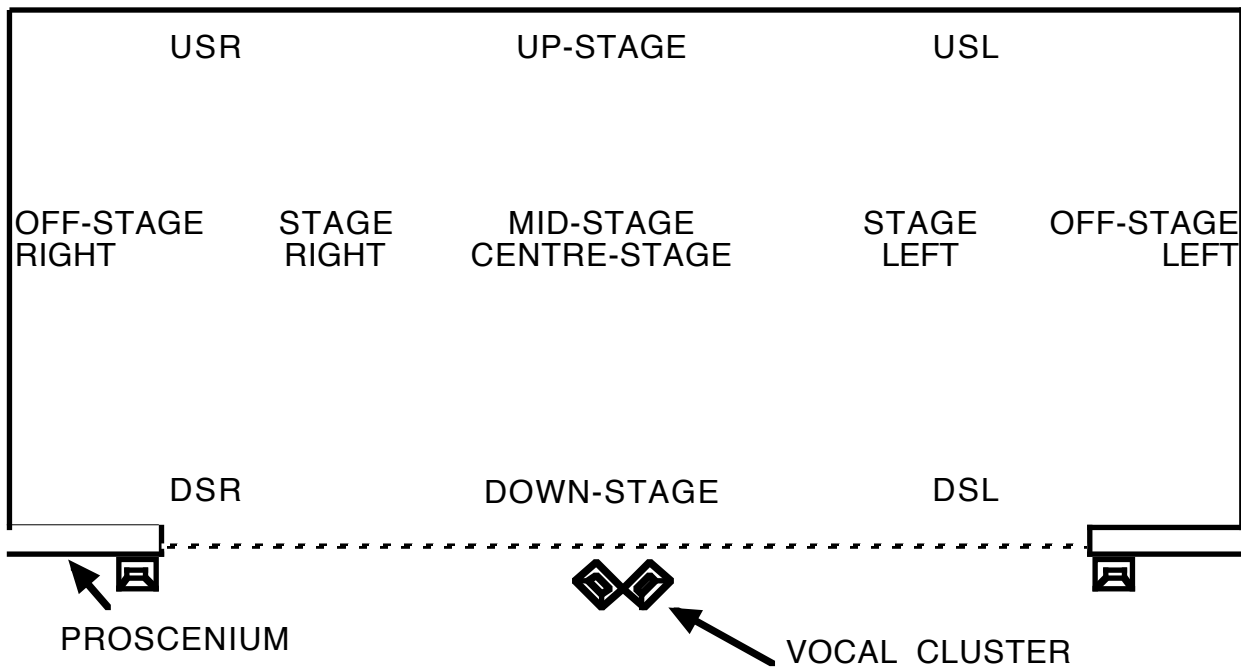 USR UP-STAGE USL
OFF-STAGE STAGE MID-STAGE STAGE OFF-STAGE
RIGHT RIGHT CENTRE-STAGE LEFT LEFT
DSR DOWN-STAGE DSL
PROSCENIUM
VOCAL CLUSTER